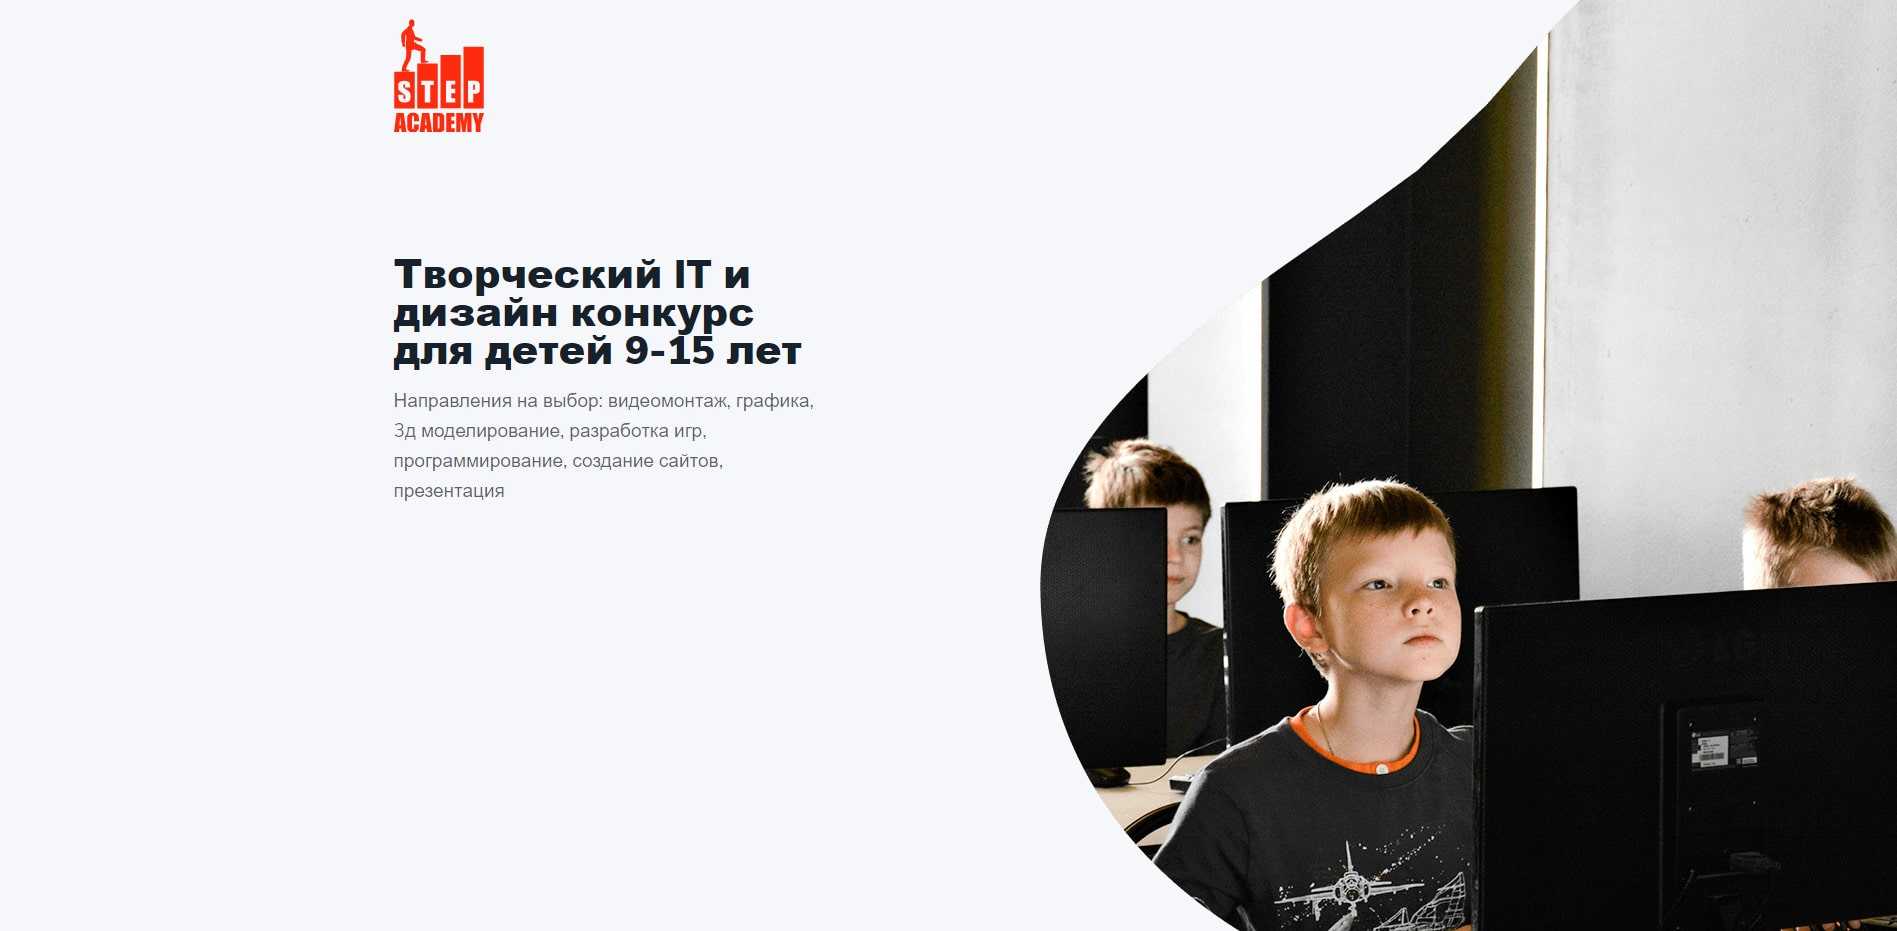 STEP
ACADEMY
Творческий IT и
дизайн конкурс
для детей 9-15 лет
Направления на выбор: видеомонтаж, графика,
3д моделирование, разработка игр,
программирование, создание сайтов,
презентация